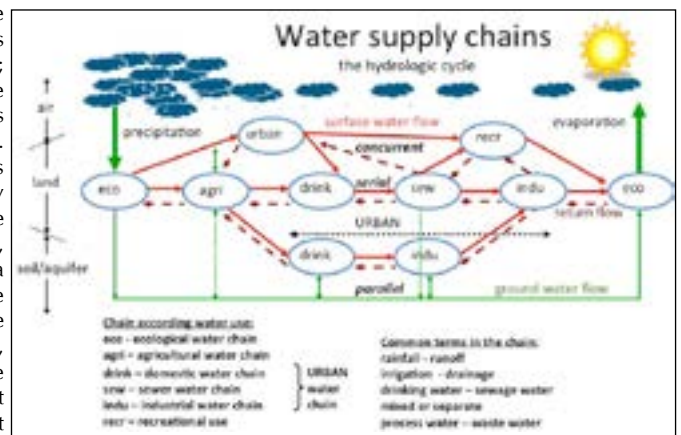 Water supply chains
the hydrologic cycle
air
precipitation
urban
surface water flow
concurrent
recr
evaporation
land
eco
agri
drink
serial
sew
indu
eco
return flow
URBAN
soil/aquifer
drink
indu
parallel
ground water flow
Chain according water use:
eco - ecological water chain
agri – agricultural water chain
drink – domestic water chain
sew – sewer water chain
indu – industrial water chain
recr – recreational use
URBAN
water
chain
Common terms in the chain:
rainfall - runoff
irrigation - drainage
drinking water – sewage water
mixed or separate
process water – waste water